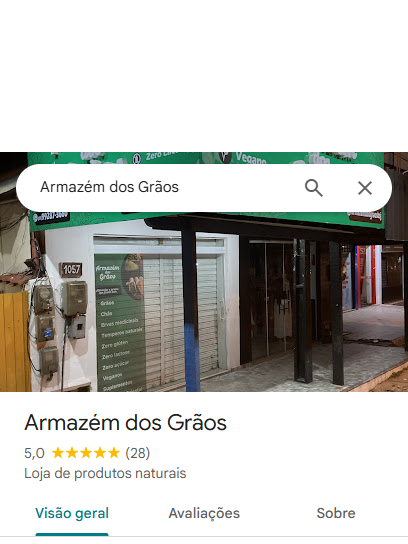 Zero
Vegano
Armazém dos Grãos
1057
Armazém
dos
Grãos
Grãos
Chás
Ervas medicinais
Temperos naturais
Zero glúten
Zero lactose
Zero açúcar
Veganos
Suplementos
Armazém dos Grãos
5,0 ★★★★★ (28)
Loja de produtos naturais
Visão geral Avaliações Sobre